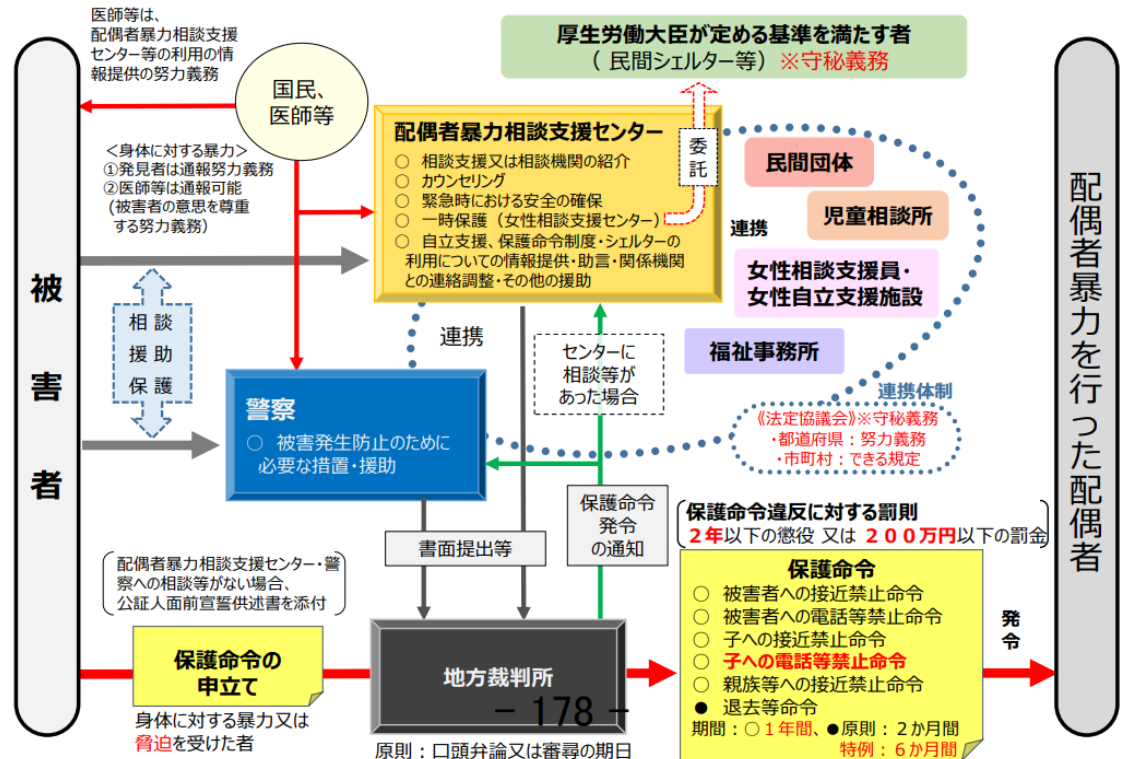 医師等は、
配偶者暴力相談支援
センター等の利用の情
報提供の努力義務
国民、
医師等
厚生労働大臣が定める基準を満たす者
（ 民間シェルター等）※守秘義務
配偶者暴力相談支援センター
○ 相談支援又は相談機関の紹介
○ カウンセリング
○ 緊急時における安全の確保
○ 一時保護（女性相談支援センター）
○ 自立支援、保護命令制度・シェルターの
利用についての情報提供・助言・関係機関
との連絡調整・その他の援助
委託
＜身体に対する暴力＞
①発見者は通報努力義務
②医師等は通報可能
(被害者の意思を尊重
する努力義務)
民間団体
児童相談所
連携
女性相談支援員・
女性自立支援施設
福祉事務所
連携体制
《法定協議会》※守秘義務
・都道府県：努力義務
・市町村：できる規定
被害者
相談
援助
保護
連携
センターに
相談等が
あった場合
警察
○ 被害発生防止のために
必要な措置・援助
書面提出等
保護命令
発令
の通知
保護命令違反に対する罰則
２年以下の懲役 又は ２００万円以下の罰金
配偶者暴力相談支援センター・警
察への相談等がない場合、
公証人面前宣誓供述書を添付
保護命令の
申立て
身体に対する暴力又は
脅迫を受けた者
地方裁判所
－ 178 －
原則：口頭弁論又は審尋の期日
保護命令
○ 被害者への接近禁止命令
○ 被害者への電話等禁止命令
○ 子への接近禁止命令
○ 子への電話等禁止命令
○ 親族等への接近禁止命令
● 退去等命令
期間：○１年間、●原則：２か月間
特例：６か月間
発令
配偶者暴力を行った配偶者